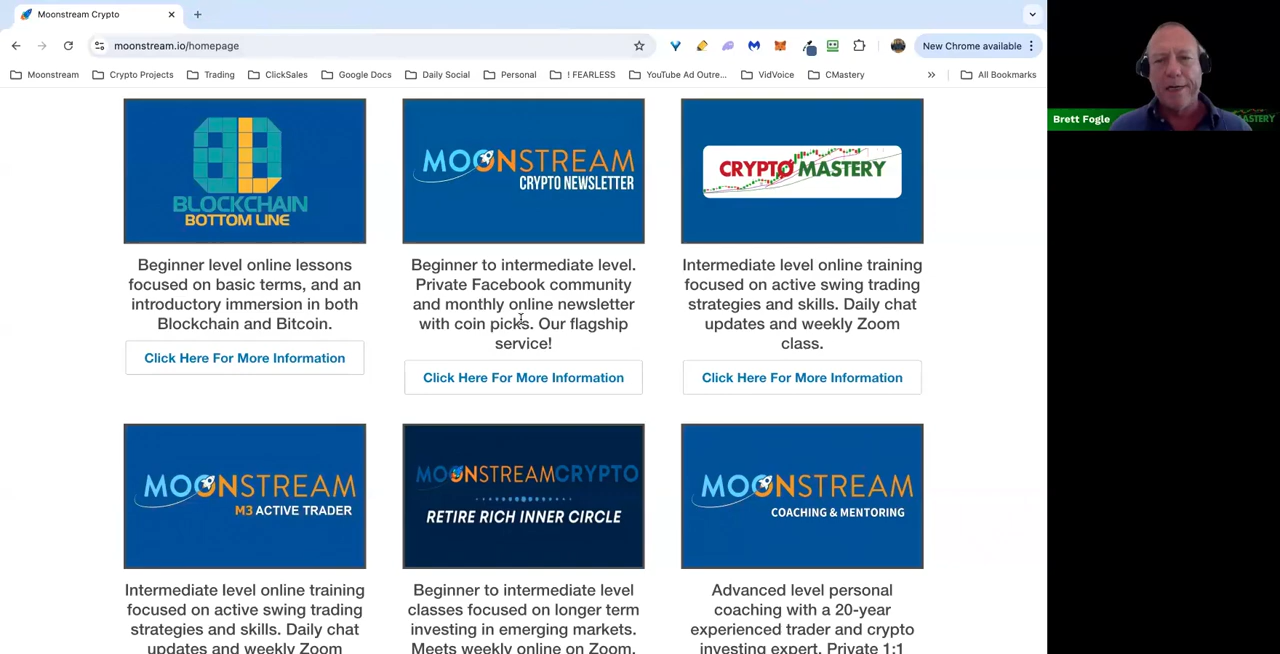 Moonstream Crypto
moonstream.io/homepage
New Chrome available
Moonstream
Crypto Projects
Trading
ClickSales
Google Docs
Daily Social
Personal
! FEARLESS
YouTube Ad Outre...
VidVoice
CMastery
All Bookmarks
Brett Fogle
MASTERY
BLOCKCHAIN
BOTTOM LINE
Beginner level online lessons
focused on basic terms, and an
introductory immersion in both
Blockchain and Bitcoin.
Click Here For More Information
MOONSTREAM
CRYPTO NEWSLETTER
Beginner to intermediate level.
Private Facebook community
and monthly online newsletter
with coin picks. Our flagship
service!
Click Here For More Information
CRYPTO MASTERY
Intermediate level online training
focused on active swing trading
strategies and skills. Daily chat
updates and weekly Zoom
class.
Click Here For More Information
MOONSTREAM
M3 ACTIVE TRADER
Intermediate level online training
focused on active swing trading
strategies and skills. Daily chat
updates and weekly Zoom
MOONSTREAMCRYPTO
RETIRE RICH INNER CIRCLE
Beginner to intermediate level
classes focused on longer term
investing in emerging markets.
Meets weekly online on Zoom.
MOONSTREAM
COACHING & MENTORING
Advanced level personal
coaching with a 20-year
experienced trader and crypto
investing expert. Private 1:1